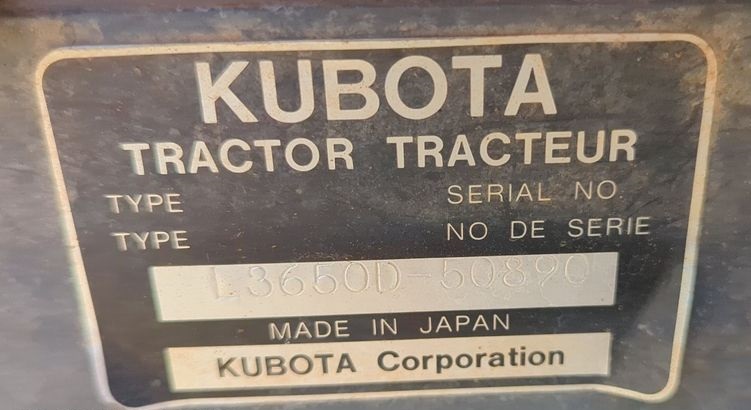 KUBOTA
TRACTOR TRACTEUR
TYPE SERIAL NO.
TYPE NO DE SERIE
L3650D-50890
MADE IN JAPAN
KUBOTA Corporation